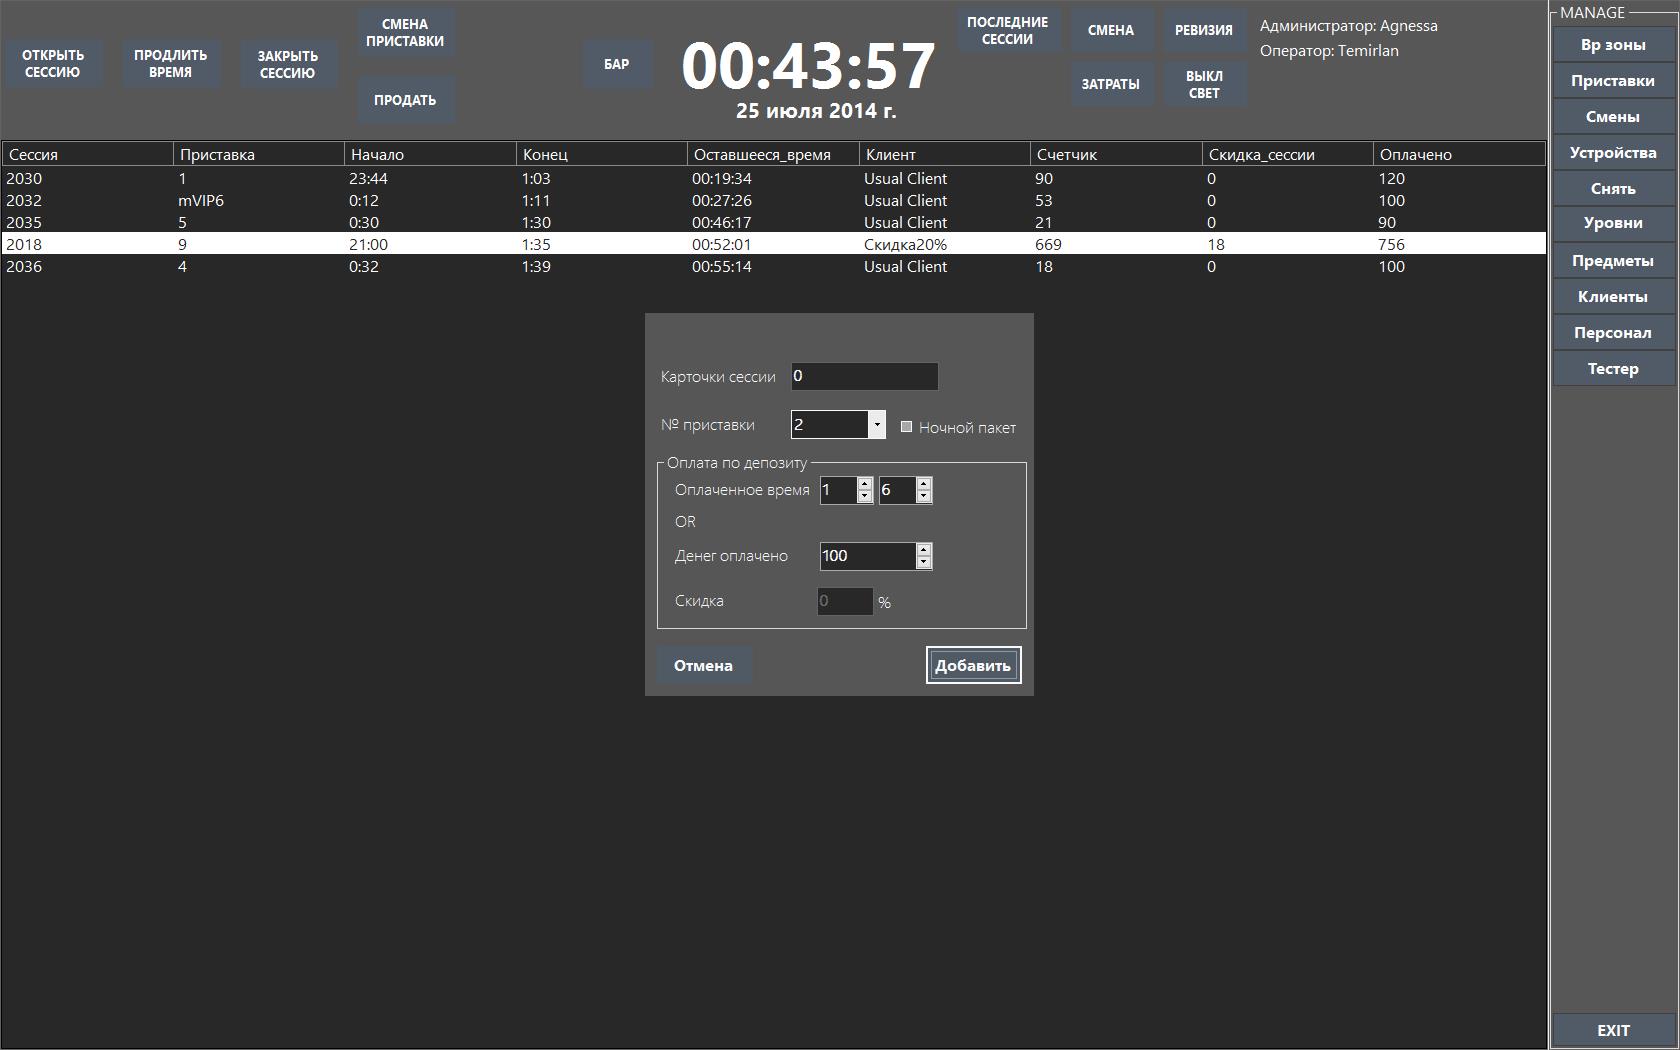 ОТКРЫТЬ
СЕССИЮ
ПРОДЛИТЬ
ВРЕМЯ
ЗАКРЫТЬ
СЕССИЮ
СМЕНА
ПРИСТАВКИ
ПРОДАТЬ
БАР
00:43:57
25 июля 2014 г.
ПОСЛЕДНИЕ
СЕССИИ
СМЕНА
РЕВИЗИЯ
ЗАТРАТЫ
ВЫКЛ
СВЕТ
Администратор: Agnessa
Оператор: Temirlan
MANAGE
Вр зоны
Приставки
Смены
Устройства
Снять
Уровни
Предметы
Клиенты
Персонал
Тестер
EXIT
Сессия Приставка Начало Конец Оставшееся_время Клиент Счетчик Скидка_сессии Оплачено
2030 1 23:44 1:03 00:19:34 Usual Client 90 0 120
2032 mVIP6 0:12 1:11 00:27:26 Usual Client 53 0 100
2035 5 0:30 1:30 00:46:17 Usual Client 21 0 90
2018 9 21:00 1:35 00:52:01 Скидка20% 669 18 756
2036 4 0:32 1:39 00:55:14 Usual Client 18 0 100
Карточки сессии 0
№ приставки 2 Ночной пакет
Оплата по депозиту
Оплаченное время 1 6
OR
Денег оплачено 100
Скидка 0 %
Отмена Добавить